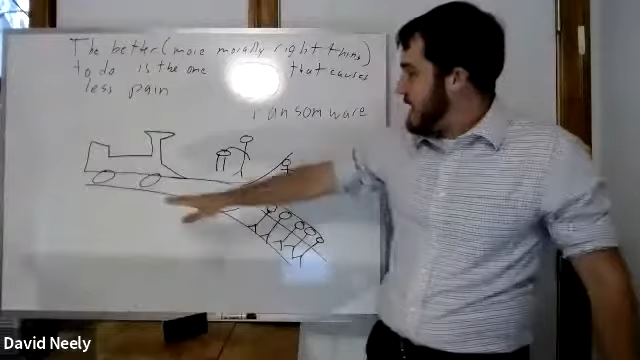 The better (more morally right thing)
to do is the one that causes
less pain
ransomware
David Neely